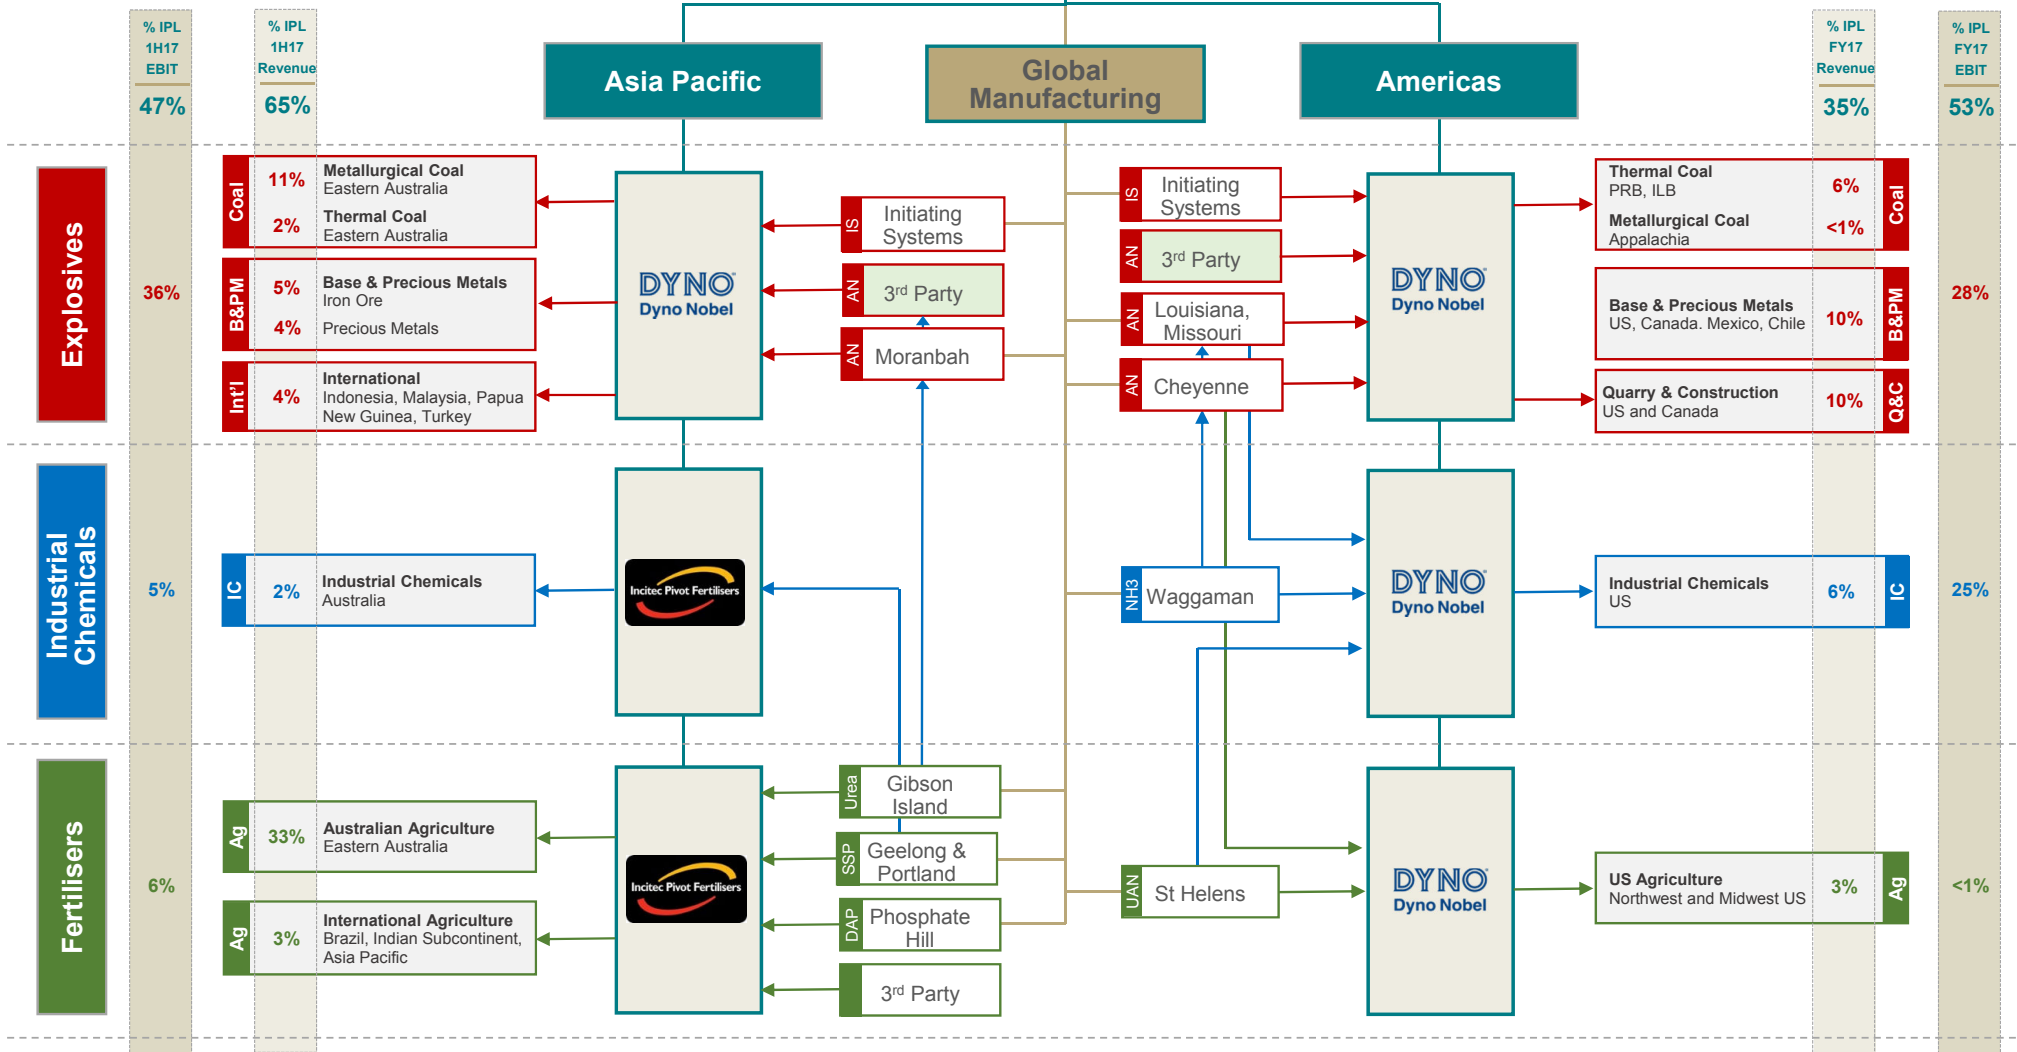 % IPL
1H17
EBIT
47%
% IPL
1H17
Revenue
65%
Asia Pacific
Global
Manufacturing
Americas
% IPL
FY17
Revenue
35%
% IPL
FY17
EBIT
53%
Explosives
36%
Coal
11%
Metallurgical Coal
Eastern Australia
2%
Thermal Coal
Eastern Australia
B&PM
5%
Base & Precious Metals
Iron Ore
4%
Precious Metals
Int'l
4%
International
Indonesia, Malaysia, Papua
New Guinea, Turkey
DYNO
Dyno Nobel
IS
Initiating
Systems
AN
3rd Party
AN
Moranbah
IS
Initiating
Systems
AN
3rd Party
AN
Louisiana,
Missouri
AN
Cheyenne
DYNO
Dyno Nobel
Thermal Coal
PRB, ILB
6%
Metallurgical Coal
Appalachia
<1%
Coal
Base & Precious Metals
US, Canada. Mexico, Chile
10%
B&PM
Quarry & Construction
US and Canada
10%
Q&C
28%
Industrial
Chemicals
5%
IC
2%
Industrial Chemicals
Australia
Incitec Pivot Fertilisers
NH3
Waggaman
DYNO
Dyno Nobel
Industrial Chemicals
US
6%
IC
25%
Fertilisers
6%
Ag
33%
Australian Agriculture
Eastern Australia
Ag
3%
International Agriculture
Brazil, Indian Subcontinent,
Asia Pacific
Incitec Pivot Fertilisers
Urea
Gibson
Island
SSP
Geelong &
Portland
DAP
Phosphate
Hill
3rd Party
UAN
St Helens
DYNO
Dyno Nobel
US Agriculture
Northwest and Midwest US
3%
Ag
<1%